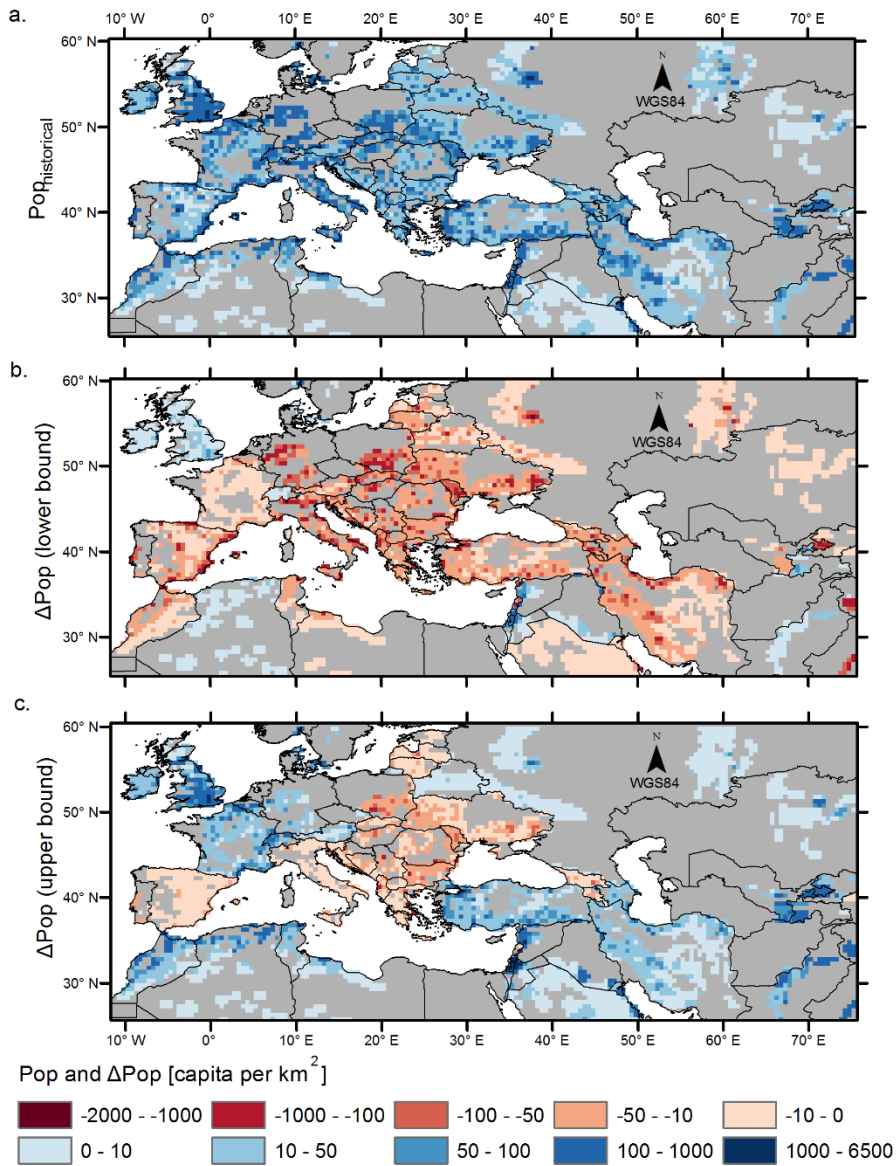 a.
10° W 0° 10° E 20° E 30° E 40° E 50° E 60° E 70° E
60° N
50° N
40° N
30° N
Pop historical
N
WGS84
b.
60° N
50° N
40° N
30° N
ΔPop (lower bound)
N
WGS84
c.
60° N
50° N
40° N
30° N
ΔPop (upper bound)
N
WGS84
10° W 0° 10° E 20° E 30° E 40° E 50° E 60° E 70° E
Pop and ΔPop [capita per km²]
-2000 - -1000 -1000 - -100 -100 - -50 -50 - -10 -10 - 0
0 - 10 10 - 50 50 - 100 100 - 1000 1000 - 6500